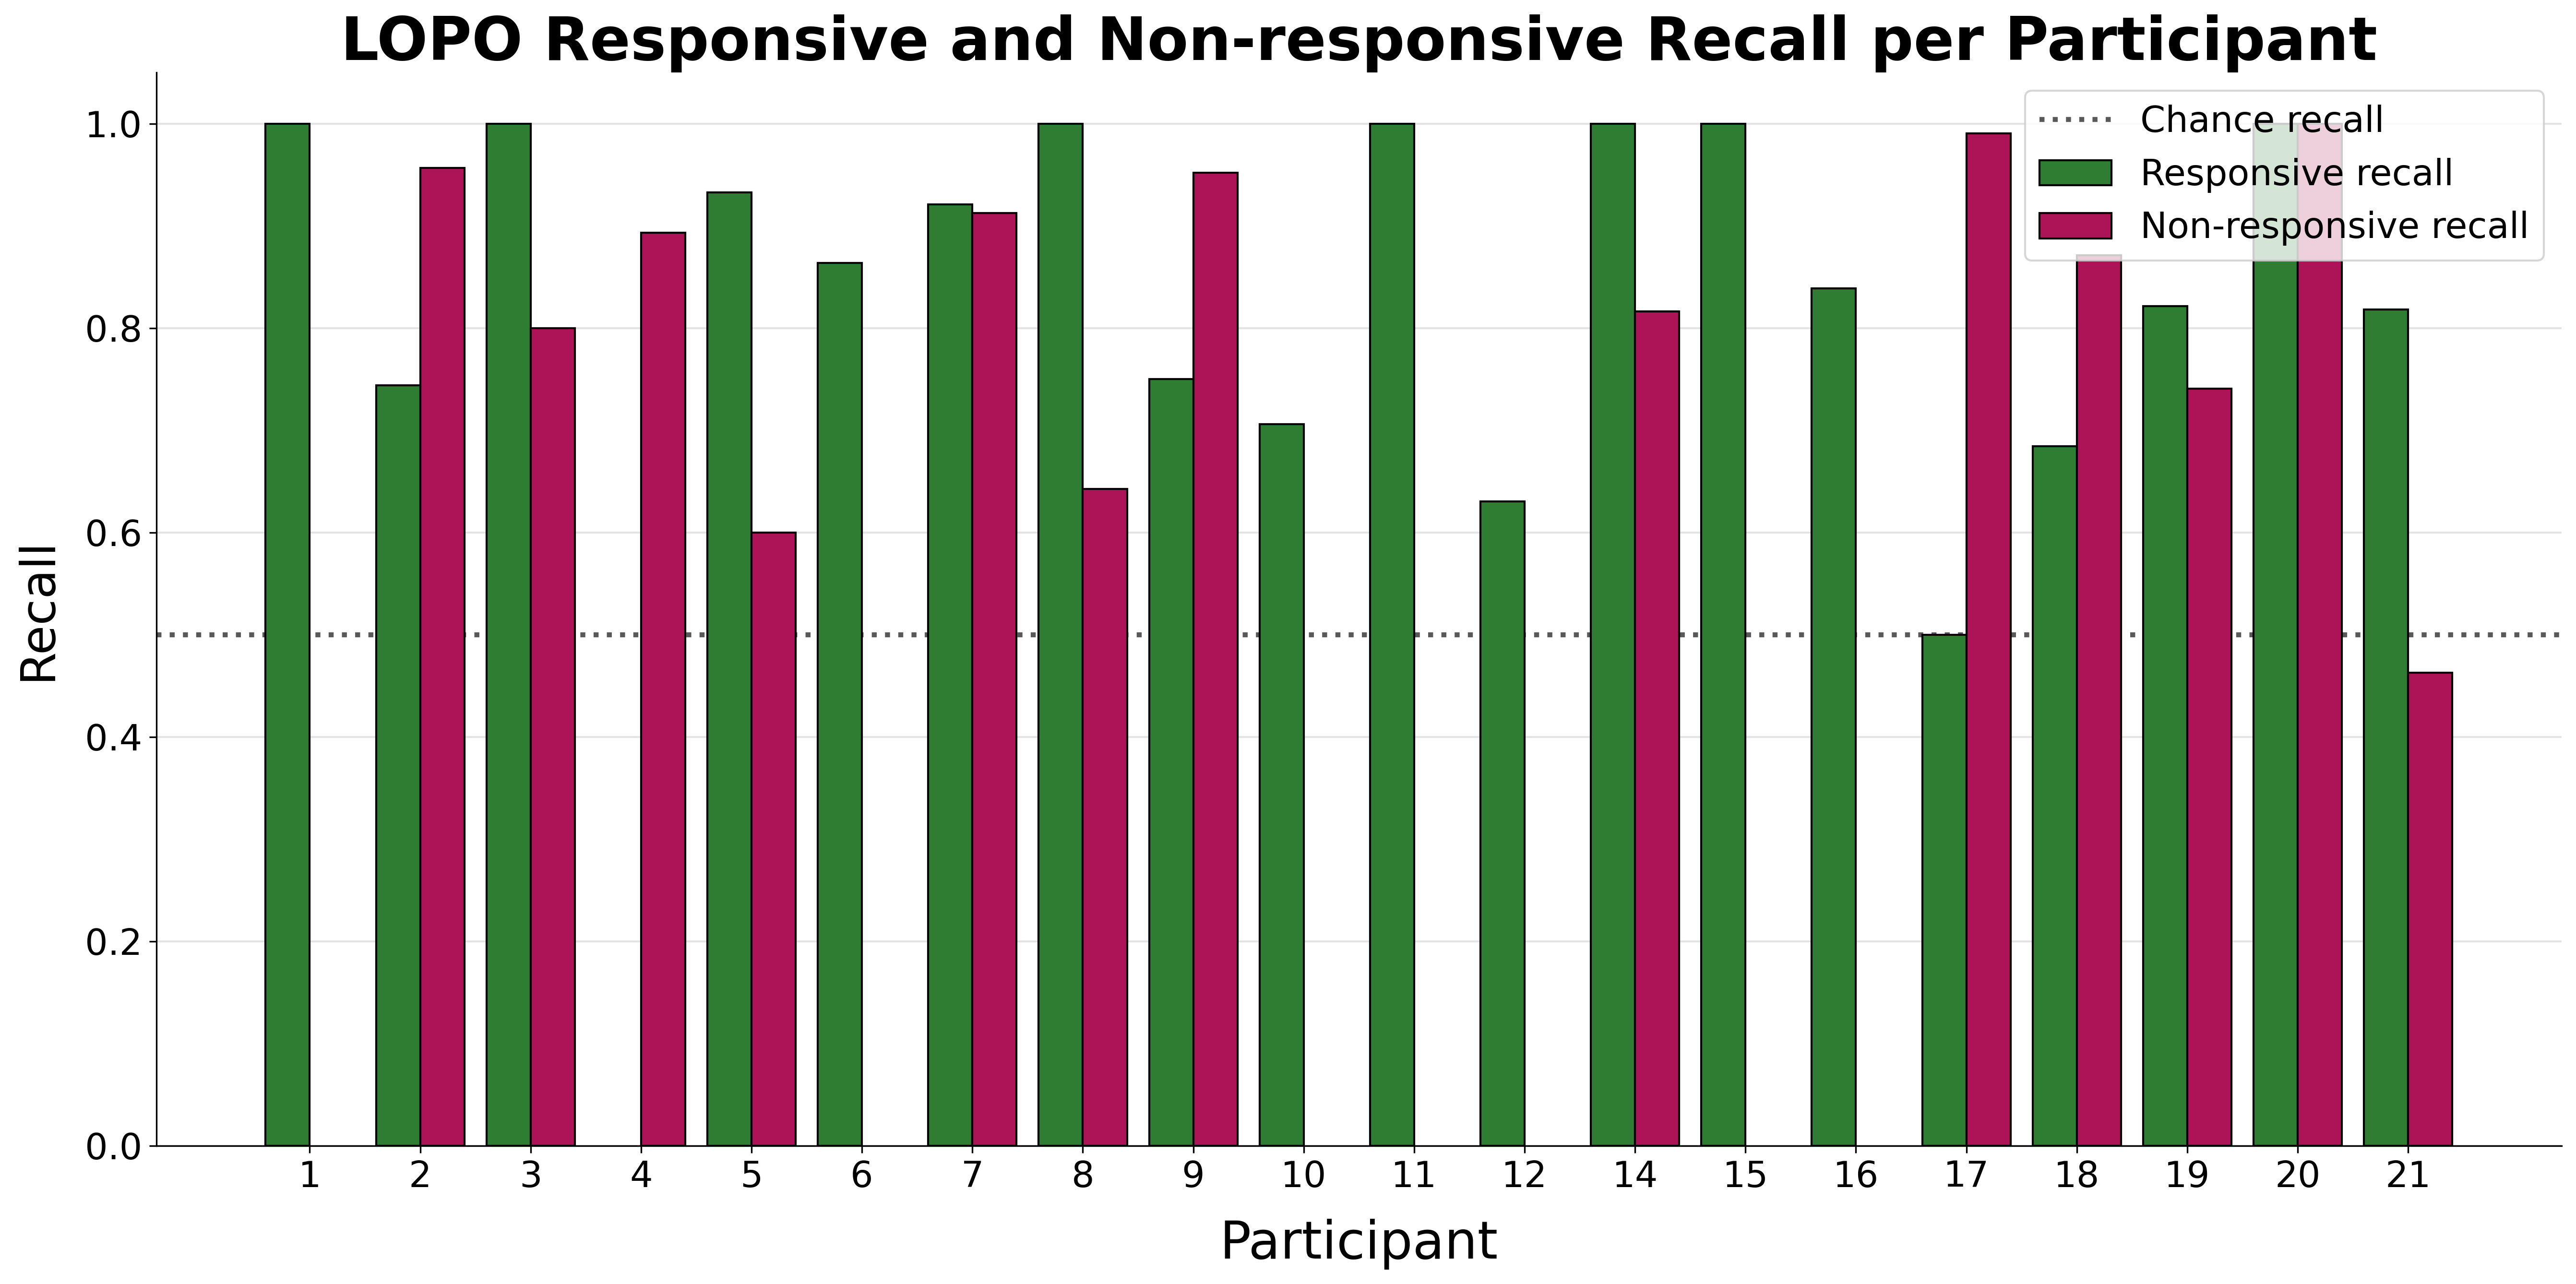 LOPO Responsive and Non-responsive Recall per Participant
Chance recall
Responsive recall
Non-responsive recall
Recall
1.0
0.8
0.6
0.4
0.2
0.0
1 2 3 4 5 6 7 8 9 10 11 12 14 15 16 17 18 19 20 21
Participant